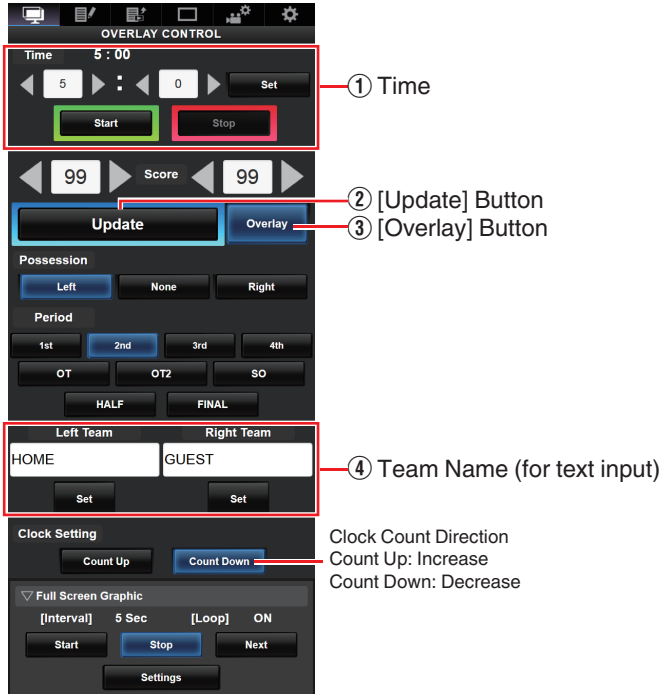 OVERLAY CONTROL
Time 5 : 00
5 : 0 Set
Start Stop
① Time
99 Score 99
Update Overlay
② [Update] Button
③ [Overlay] Button
Possession
Left None Right
Period
1st 2nd 3rd 4th
OT OT2 SO
HALF FINAL
Left Team Right Team
HOME GUEST
Set Set
④ Team Name (for text input)
Clock Setting
Count Up Count Down
Clock Count Direction
Count Up: Increase
Count Down: Decrease
▽ Full Screen Graphic
[Interval] 5 Sec [Loop] ON
Start Stop Next
Settings